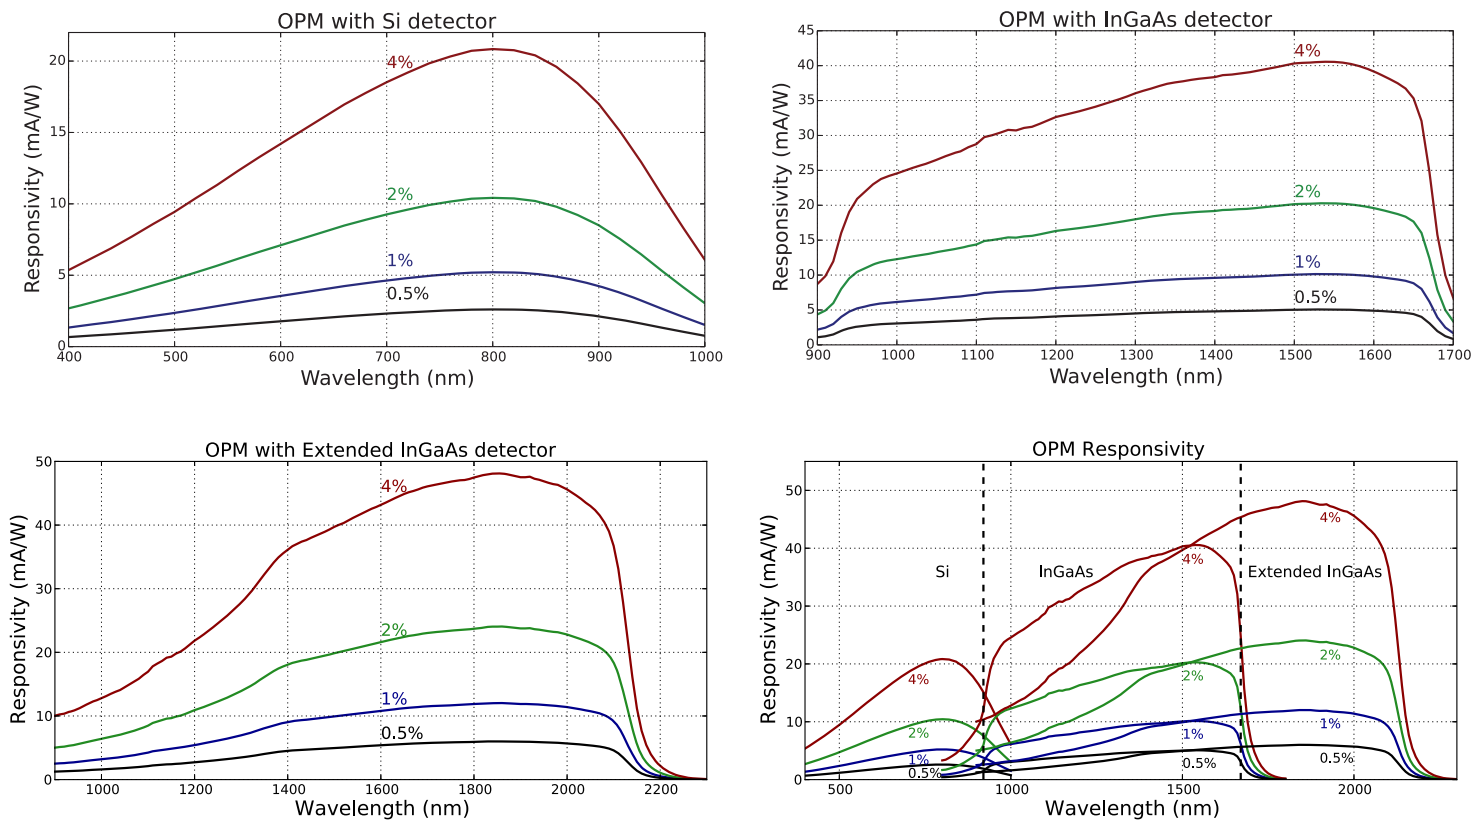 OPM with Si detector
Responsivity (mA/W)
20
15
10
5
0
4%
2%
1%
0.5%
400 500 600 700 800 900 1000
Wavelength (nm)
OPM with InGaAs detector
Responsivity (mA/W)
45
40
35
30
25
20
15
10
5
0
4%
2%
1%
0.5%
900 1000 1100 1200 1300 1400 1500 1600 1700
Wavelength (nm)
OPM with Extended InGaAs detector
Responsivity (mA/W)
50
40
30
20
10
0
4%
2%
1%
0.5%
1000 1200 1400 1600 1800 2000 2200
Wavelength (nm)
OPM Responsivity
Responsivity (mA/W)
50
40
30
20
10
0
Si InGaAs Extended InGaAs
4% 4% 4%
2% 2% 2%
1% 1% 1%
0.5% 0.5% 0.5%
500 1000 1500 2000
Wavelength (nm)